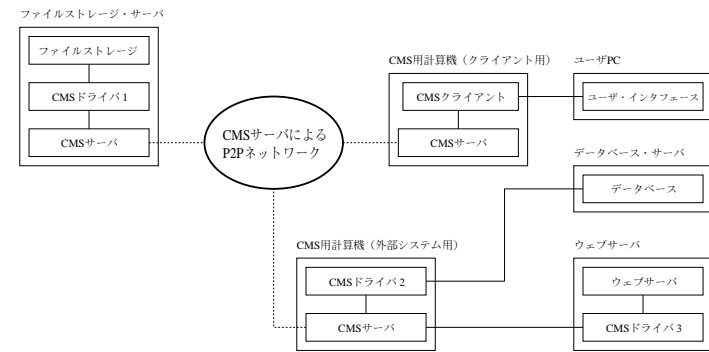 ファイルストレージ・サーバ
ファイルストレージ
CMSドライバ 1
CMSサーバ
CMSサーバによる
P2Pネットワーク
CMS用計算機（クライアント用）
CMSクライアント
CMSサーバ
ユーザPC
ユーザ・インタフェース
データベース・サーバ
データベース
CMS用計算機（外部システム用）
CMSドライバ 2
CMSサーバ
ウェブサーバ
ウェブサーバ
CMSドライバ 3